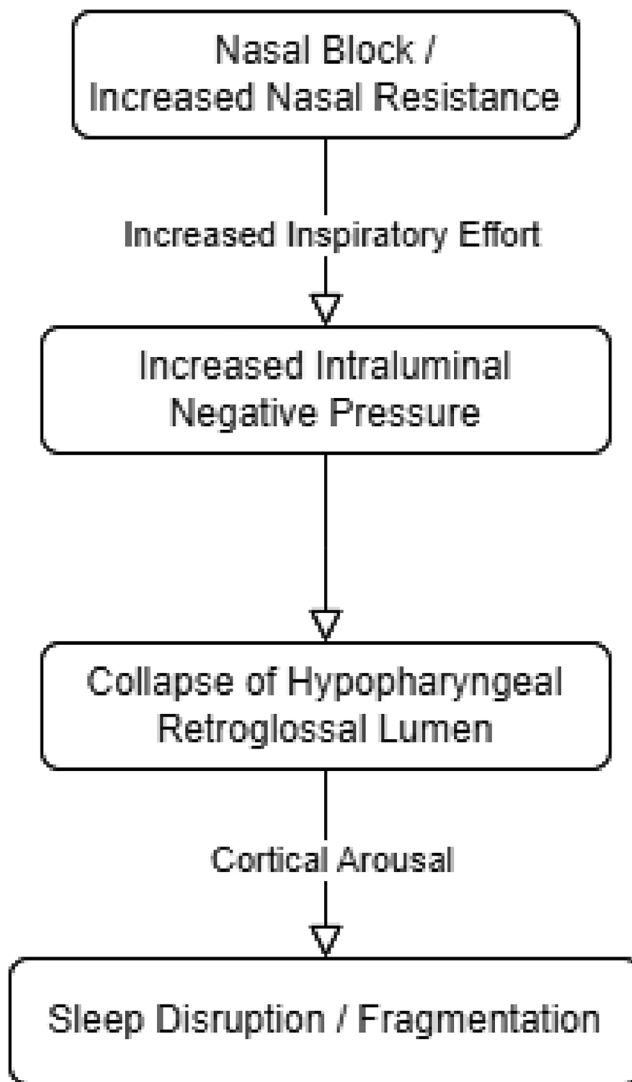 Nasal Block /
Increased Nasal Resistance
Increased Inspiratory Effort
Increased Intraluminal
Negative Pressure
Collapse of Hypopharyngeal
Retroglossal Lumen
Cortical Arousal
Sleep Disruption / Fragmentation